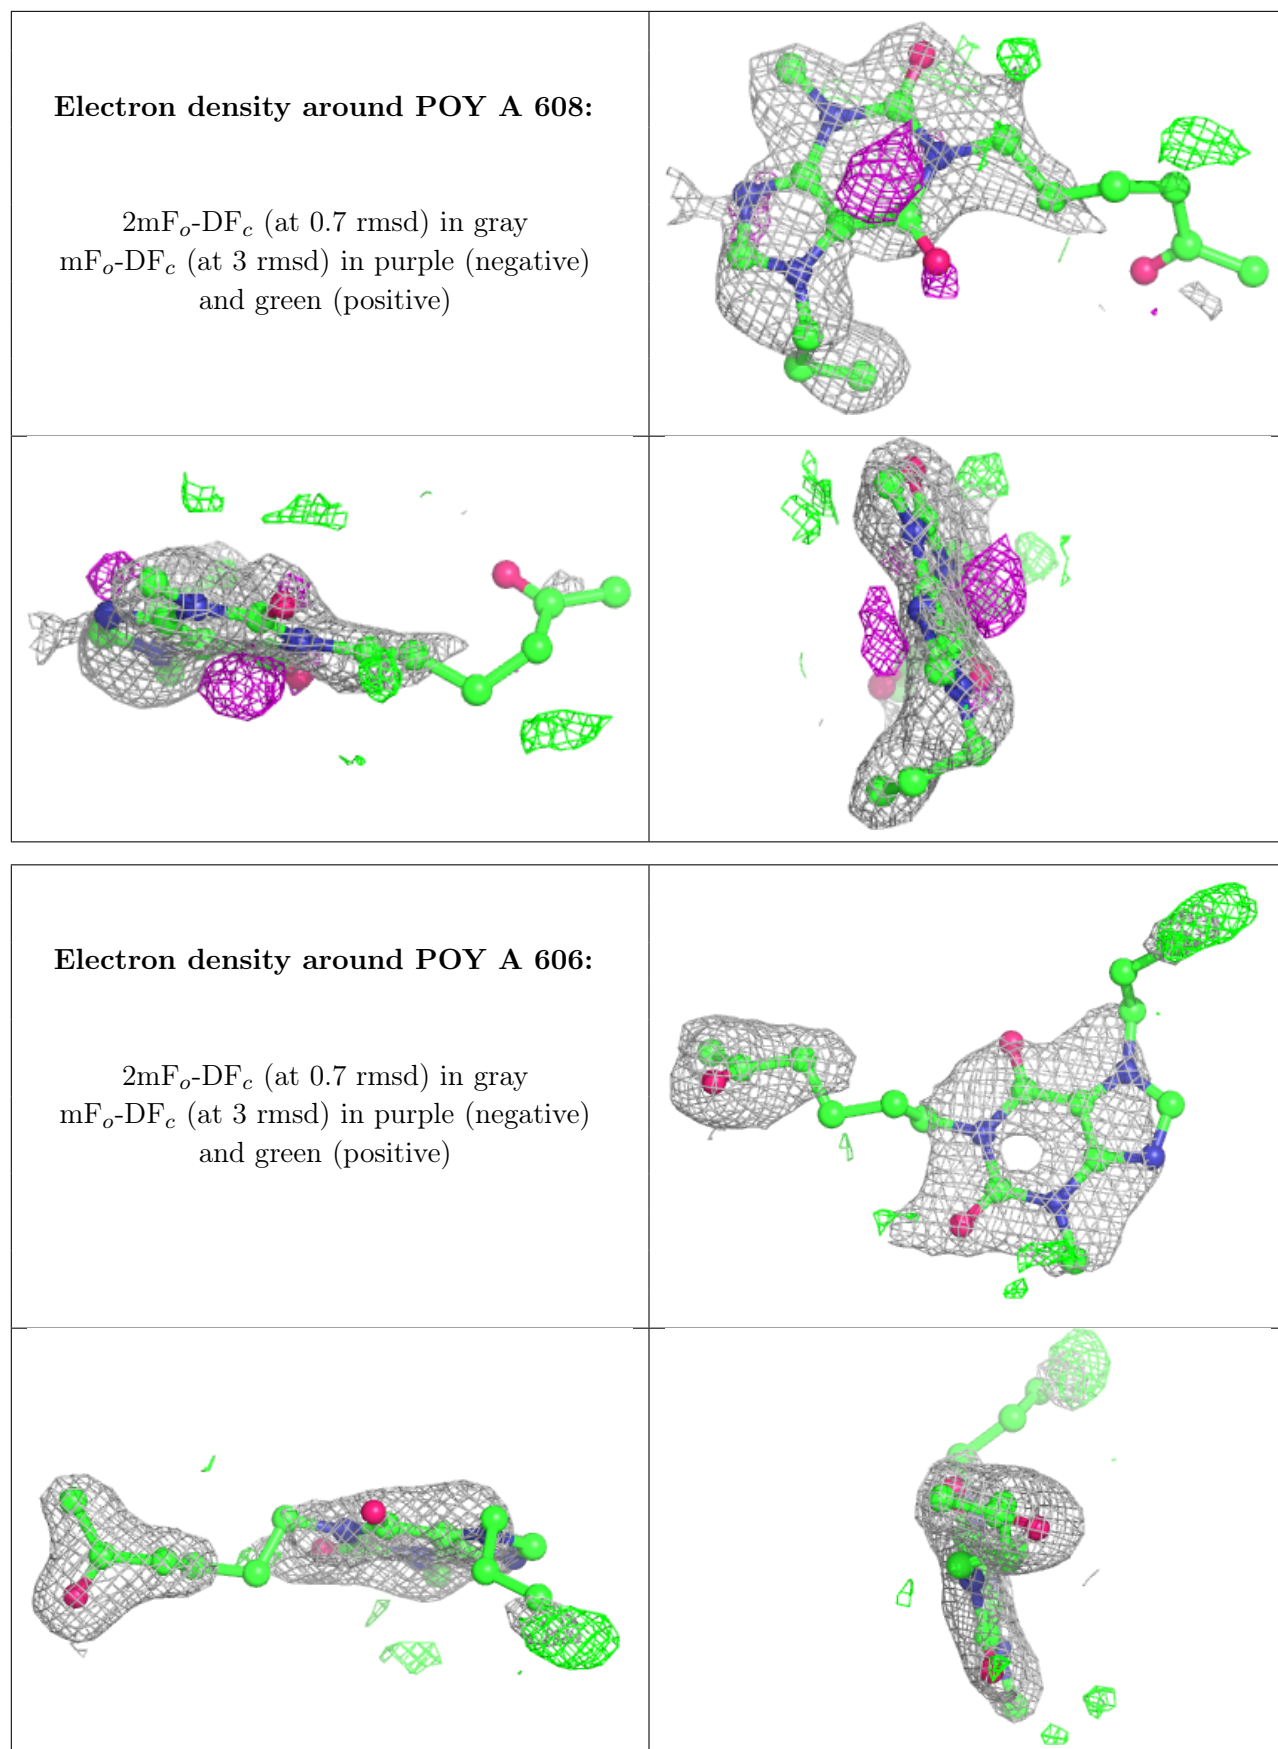 Electron density around POY A 608:
2mFo-DFc (at 0.7 rmsd) in gray
mFo-DFc (at 3 rmsd) in purple (negative)
and green (positive)
Electron density around POY A 606:
2mFo-DFc (at 0.7 rmsd) in gray
mFo-DFc (at 3 rmsd) in purple (negative)
and green (positive)